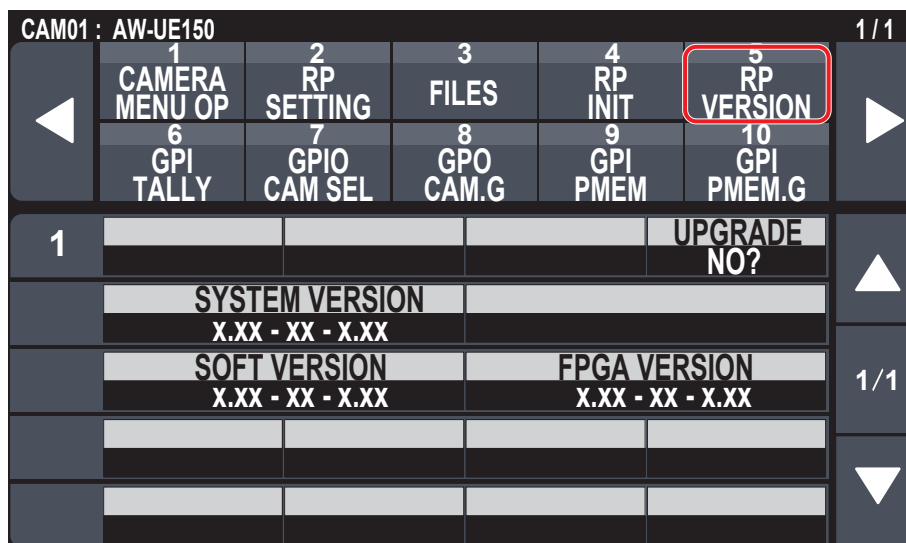 CAM01 : AW-UE150 1 / 1
1 2 3 4 5
CAMERA MENU OP RP SETTING FILES RP INIT RP VERSION
6 7 8 9 10
GPI TALLY GPIO CAM SEL GPO CAM.G GPI PMEM GPI PMEM.G
1 UPGRADE
NO?
SYSTEM VERSION
X.XX - XX - X.XX
SOFT VERSION FPGA VERSION
X.XX - XX - X.XX X.XX - XX - X.XX
1/1